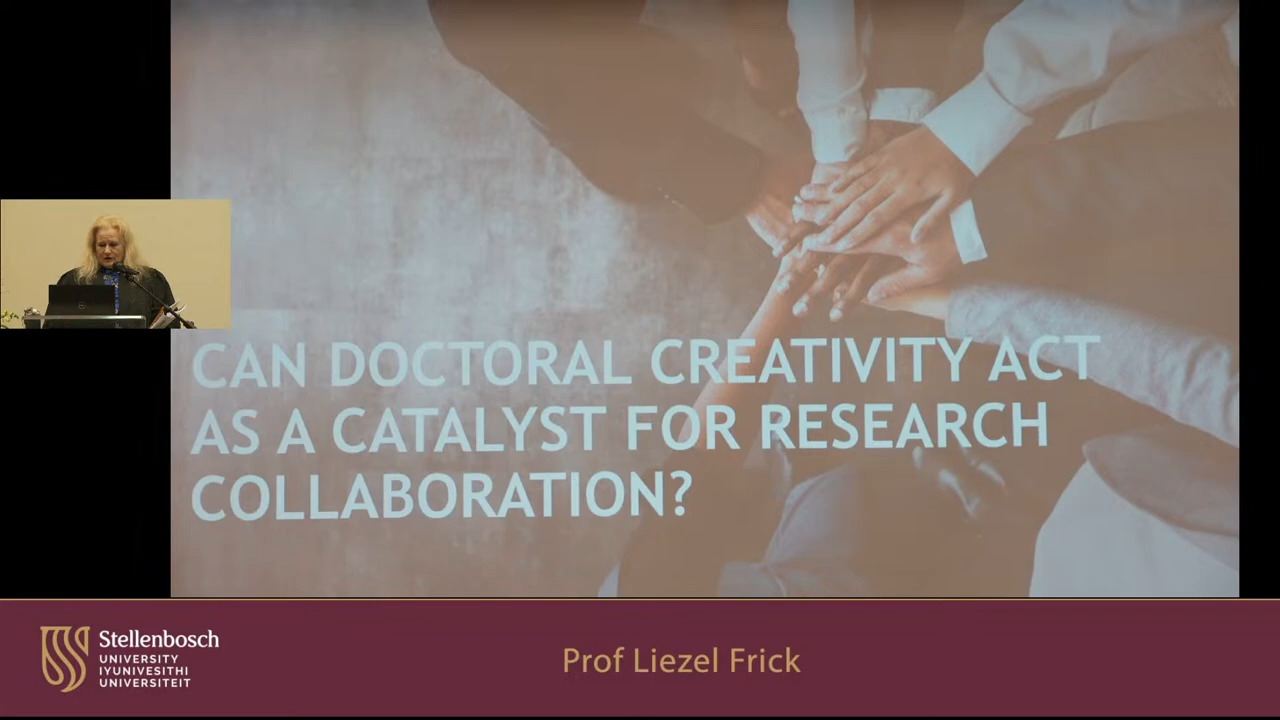 CAN DOCTORAL CREATIVITY ACT
AS A CATALYST FOR RESEARCH
COLLABORATION?
Stellenbosch
UNIVERSITY
IYUNIVESITHI
UNIVERSITEIT
Prof Liezel Frick